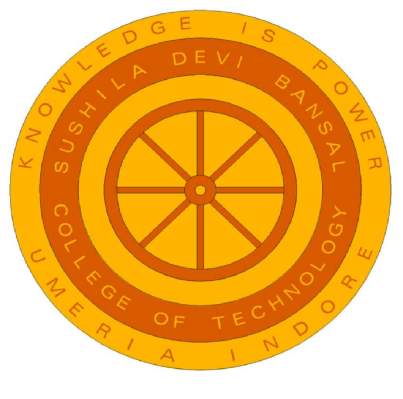 KNOWLEDGE IS POWER
SUSHILA DEVI BANSAL
COLLEGE OF TECHNOLOGY
UMERIA INDORE